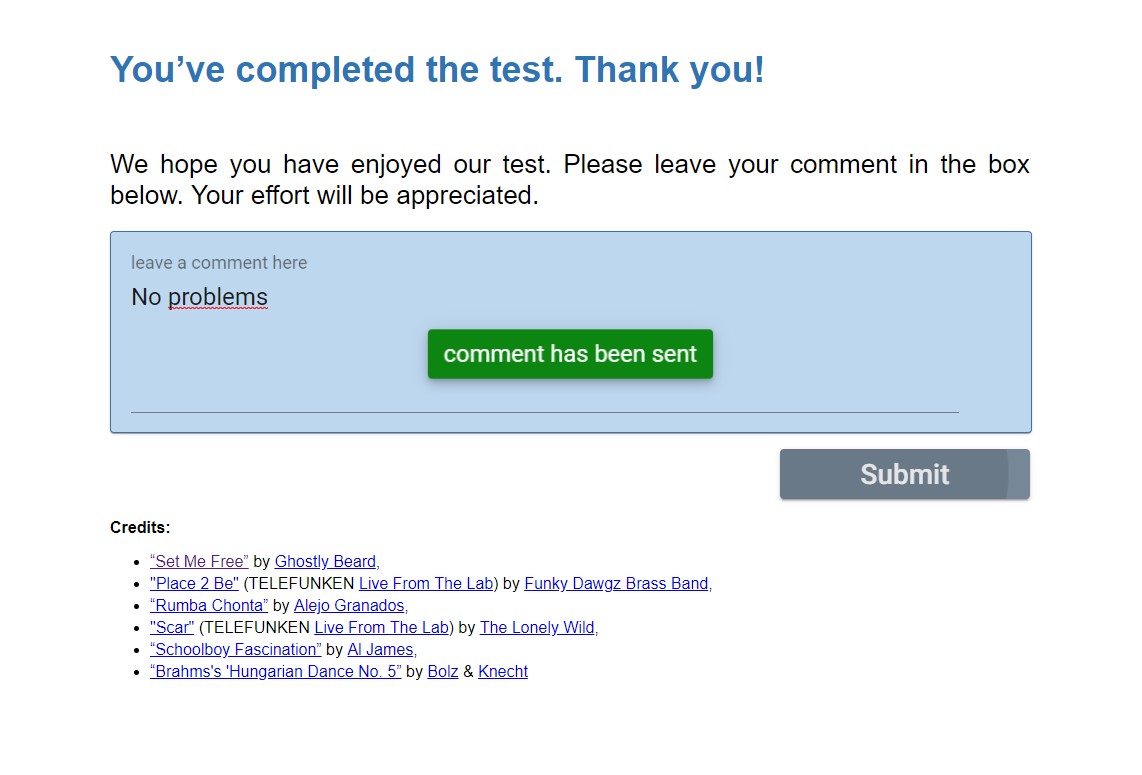 You’ve completed the test. Thank you!
We hope you have enjoyed our test. Please leave your comment in the box
below. Your effort will be appreciated.
leave a comment here
No problems
comment has been sent
Submit
Credits:
“Set Me Free” by Ghostly Beard,
"Place 2 Be" (TELEFUNKEN Live From The Lab) by Funky Dawgz Brass Band,
“Rumba Chonta” by Alejo Granados,
"Scar" (TELEFUNKEN Live From The Lab) by The Lonely Wild,
“Schoolboy Fascination” by Al James,
“Brahms's 'Hungarian Dance No. 5” by Bolz & Knecht